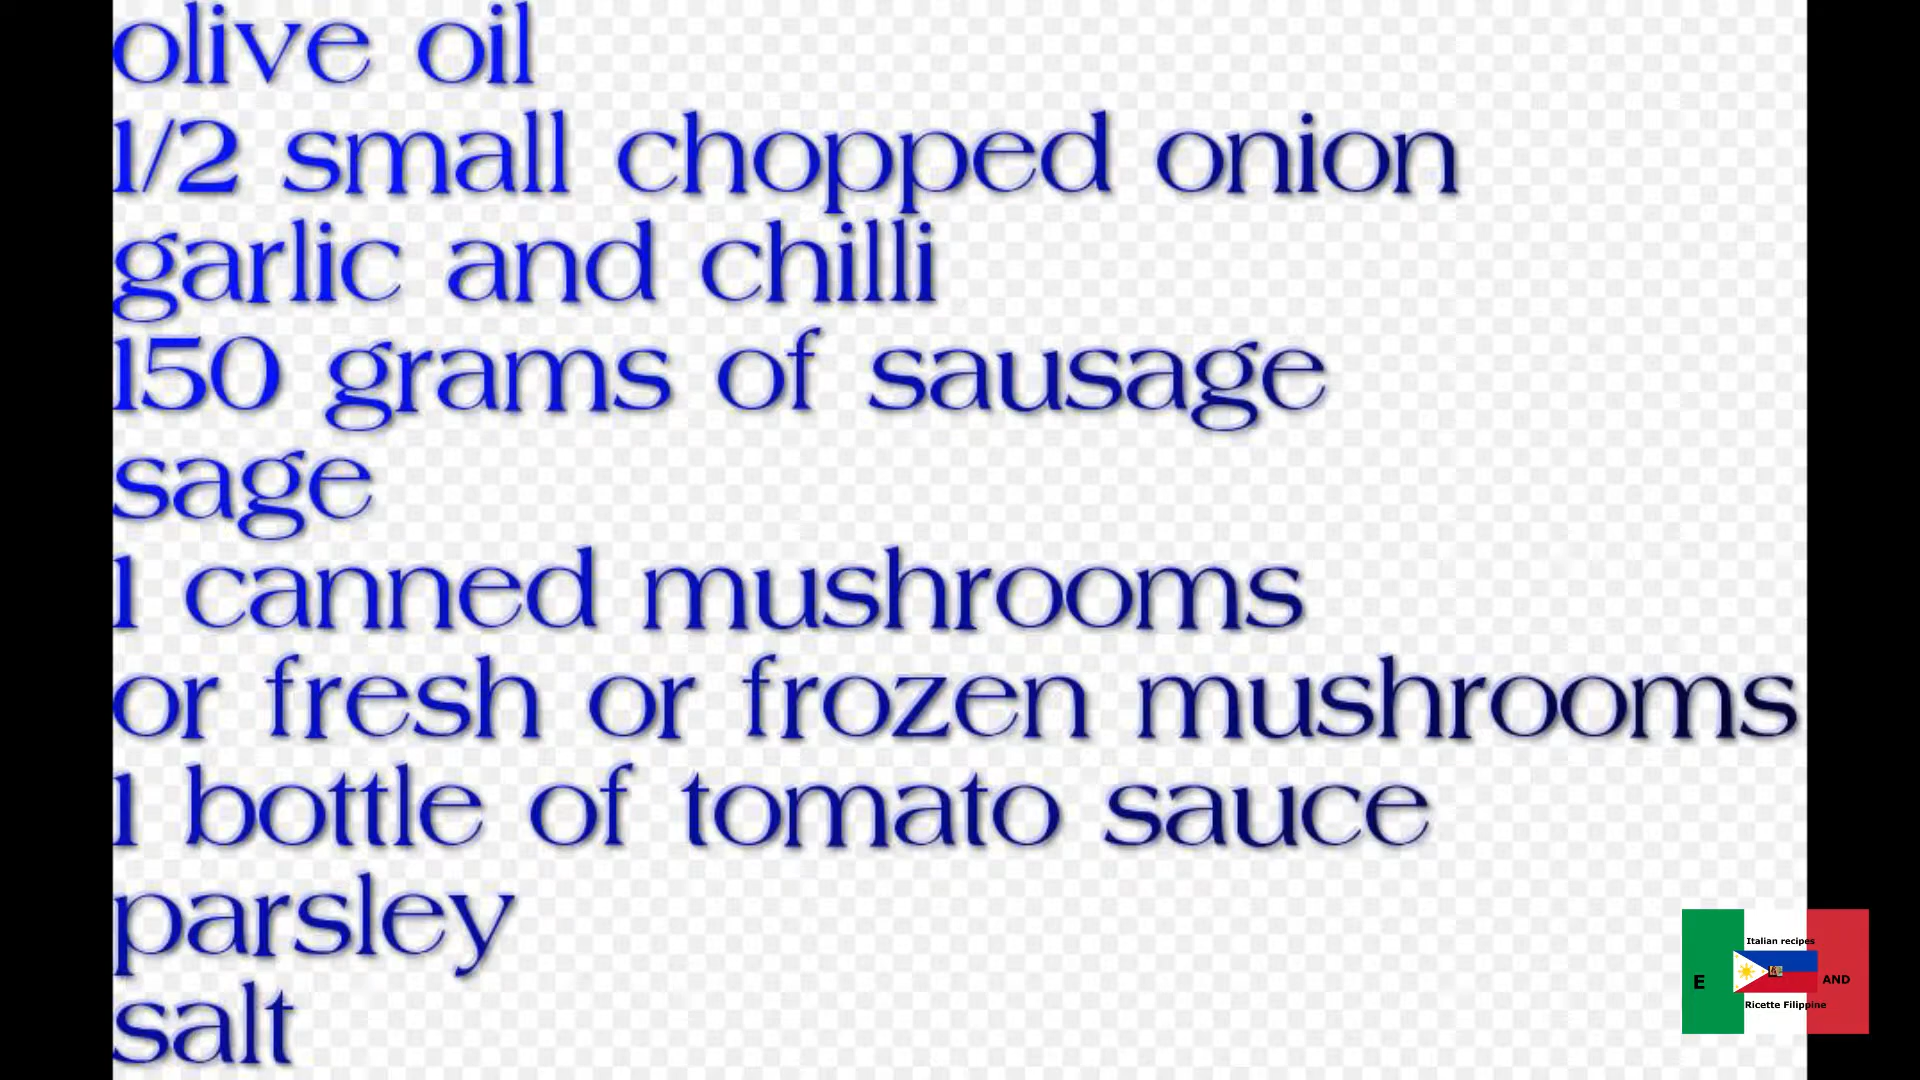 olive oil
1/2 small chopped onion
garlic and chilli
150 grams of sausage
sage
1 canned mushrooms
or fresh or frozen mushrooms
1 bottle of tomato sauce
parsley
salt
Italian recipes
E
AND
Ricette Filippine